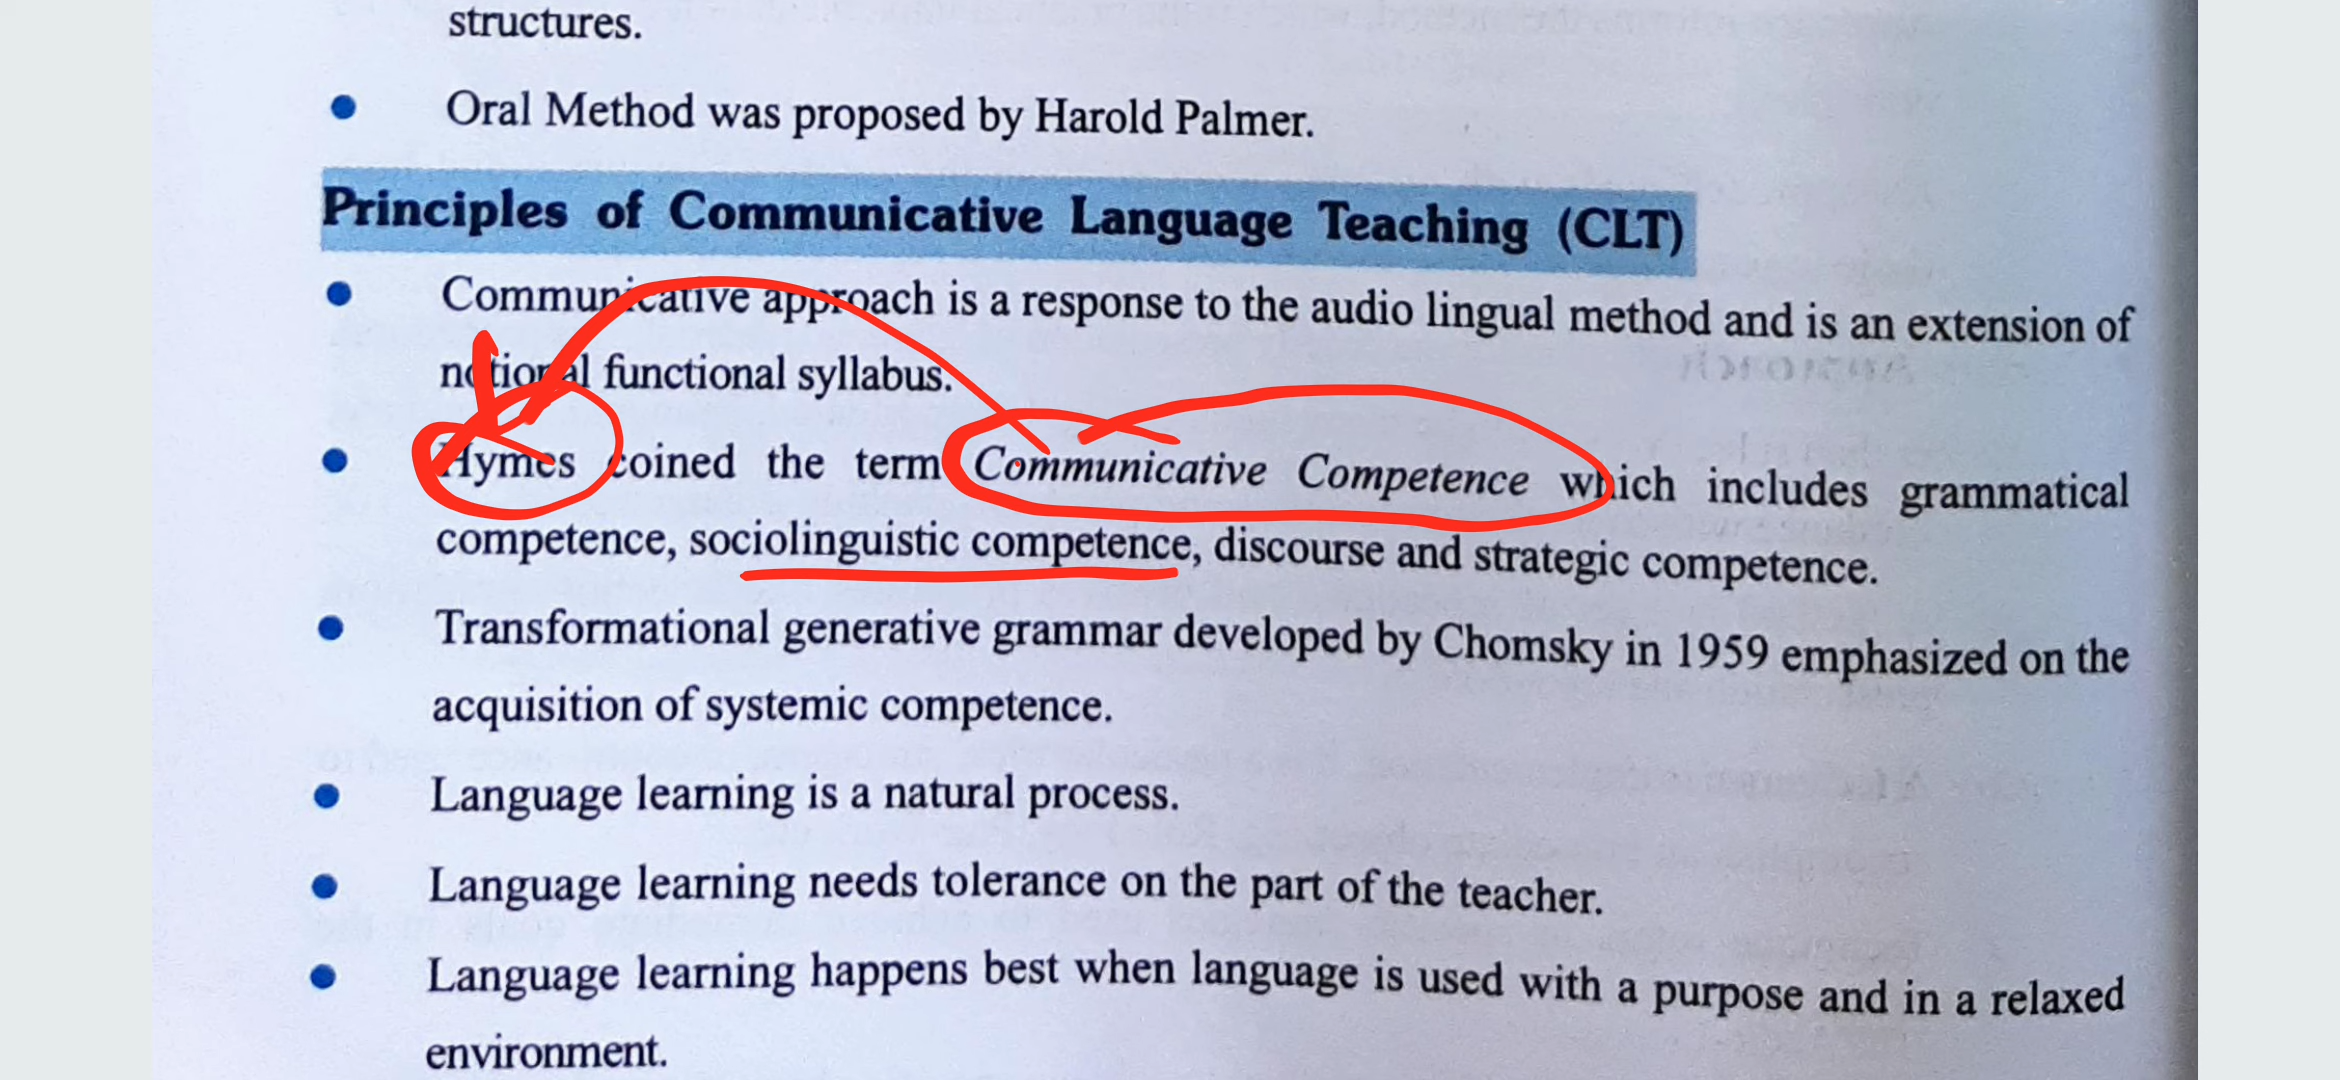 structures.
Oral Method was proposed by Harold Palmer.
Principles of Communicative Language Teaching (CLT)
Communicative approach is a response to the audio lingual method and is an extension of
notional functional syllabus.
Hymes coined the term Communicative Competence which includes grammatical
competence, sociolinguistic competence, discourse and strategic competence.
Transformational generative grammar developed by Chomsky in 1959 emphasized on the
acquisition of systemic competence.
Language learning is a natural process.
Language learning needs tolerance on the part of the teacher.
Language learning happens best when language is used with a purpose and in a relaxed
environment.